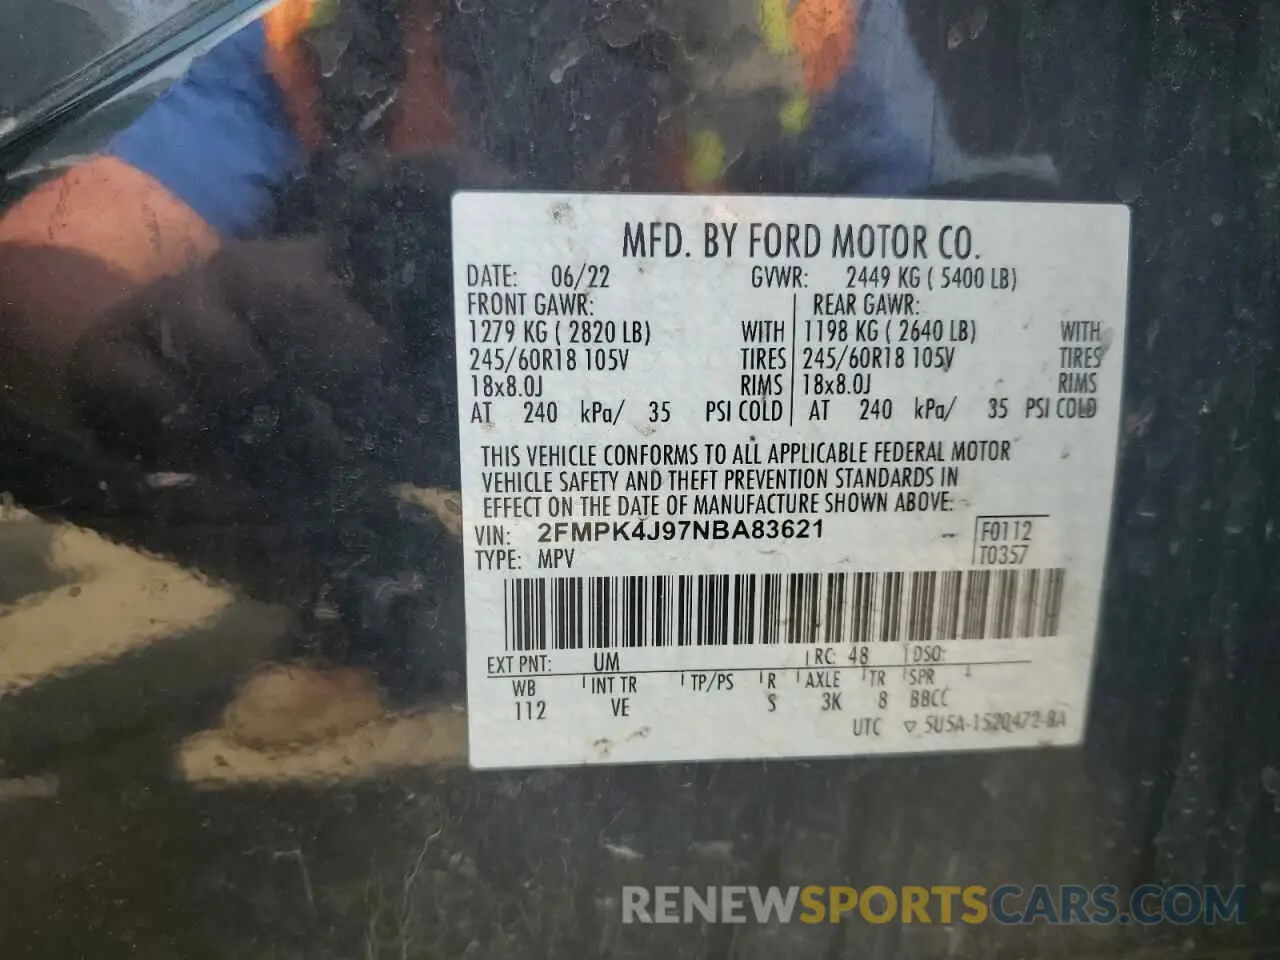 MFD. BY FORD MOTOR CO.
DATE: 06/22 GVWR: 2449 KG ( 5400 LB)
FRONT GAWR: REAR GAWR:
1279 KG ( 2820 LB) WITH 1198 KG ( 2640 LB) WITH
245/60R18 105V TIRES 245/60R18 105V TIRES
18x8.0J RIMS 18x8.0J RIMS
AT 240 kPa/ 35 PSI COLD AT 240 kPa/ 35 PSI COLD
THIS VEHICLE CONFORMS TO ALL APPLICABLE FEDERAL MOTOR
VEHICLE SAFETY AND THEFT PREVENTION STANDARDS IN
EFFECT ON THE DATE OF MANUFACTURE SHOWN ABOVE.
VIN: 2FMPK4J97NBA83621 F0112
TYPE: MPV T0357
EXT PNT: UM RC: 48 DSO:
WB INT TR TP/PS R AXLE TR SPR
112 VE S 3K 8 BBCC
UTC ▽ 5U5A-1520472-BA
RENEWSPORTSCARS.COM